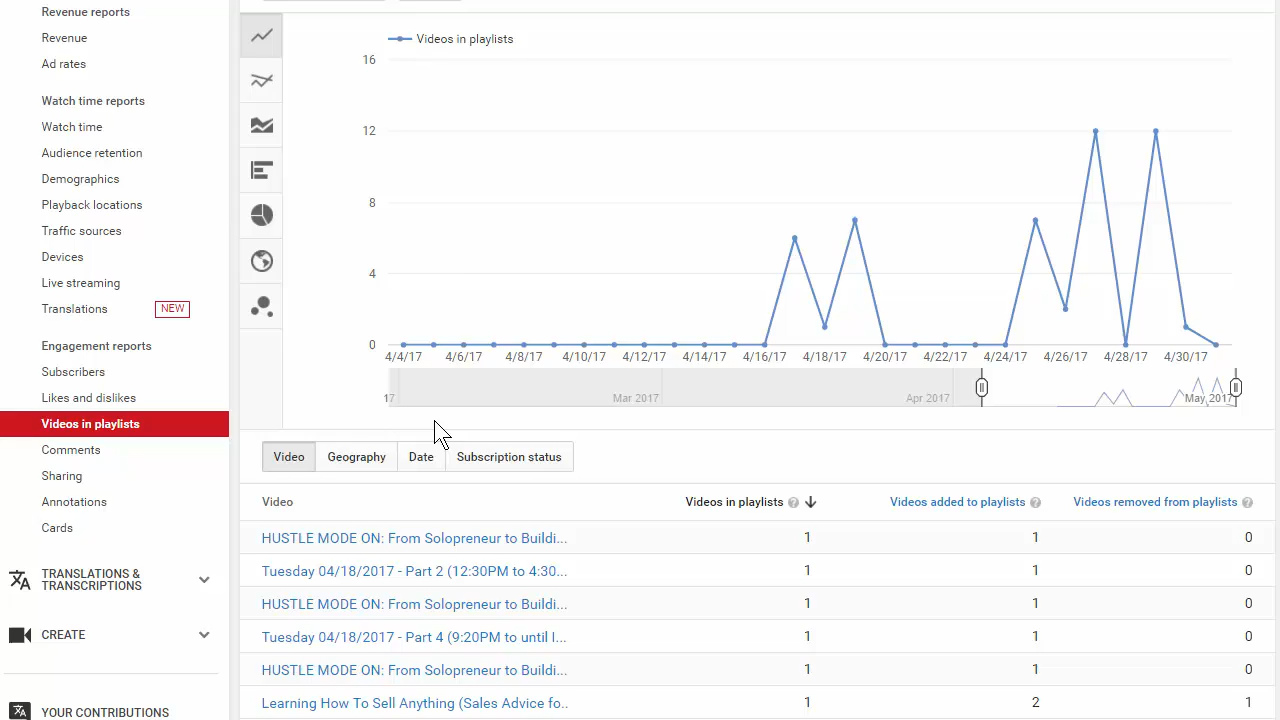 Revenue reports
Revenue
Ad rates
Watch time reports
Watch time
Audience retention
Demographics
Playback locations
Traffic sources
Devices
Live streaming
Translations NEW
Engagement reports
Subscribers
Likes and dislikes
Videos in playlists
Comments
Sharing
Annotations
Cards
TRANSLATIONS &
TRANSCRIPTIONS
CREATE
YOUR CONTRIBUTIONS
Videos in playlists
16
12
8
4
0
4/4/17 4/6/17 4/8/17 4/10/17 4/12/17 4/14/17 4/16/17 4/18/17 4/20/17 4/22/17 4/24/17 4/26/17 4/28/17 4/30/17
17 Mar 2017 Apr 2017 May 2017
Video Geography Date Subscription status
Video Videos in playlists ? Videos added to playlists ? Videos removed from playlists ?
HUSTLE MODE ON: From Solopreneur to Buildi... 1 1 0
Tuesday 04/18/2017 - Part 2 (12:30PM to 4:30... 1 1 0
HUSTLE MODE ON: From Solopreneur to Buildi... 1 1 0
Tuesday 04/18/2017 - Part 4 (9:20PM to until I... 1 1 0
HUSTLE MODE ON: From Solopreneur to Buildi... 1 1 0
Learning How To Sell Anything (Sales Advice fo.. 1 2 1